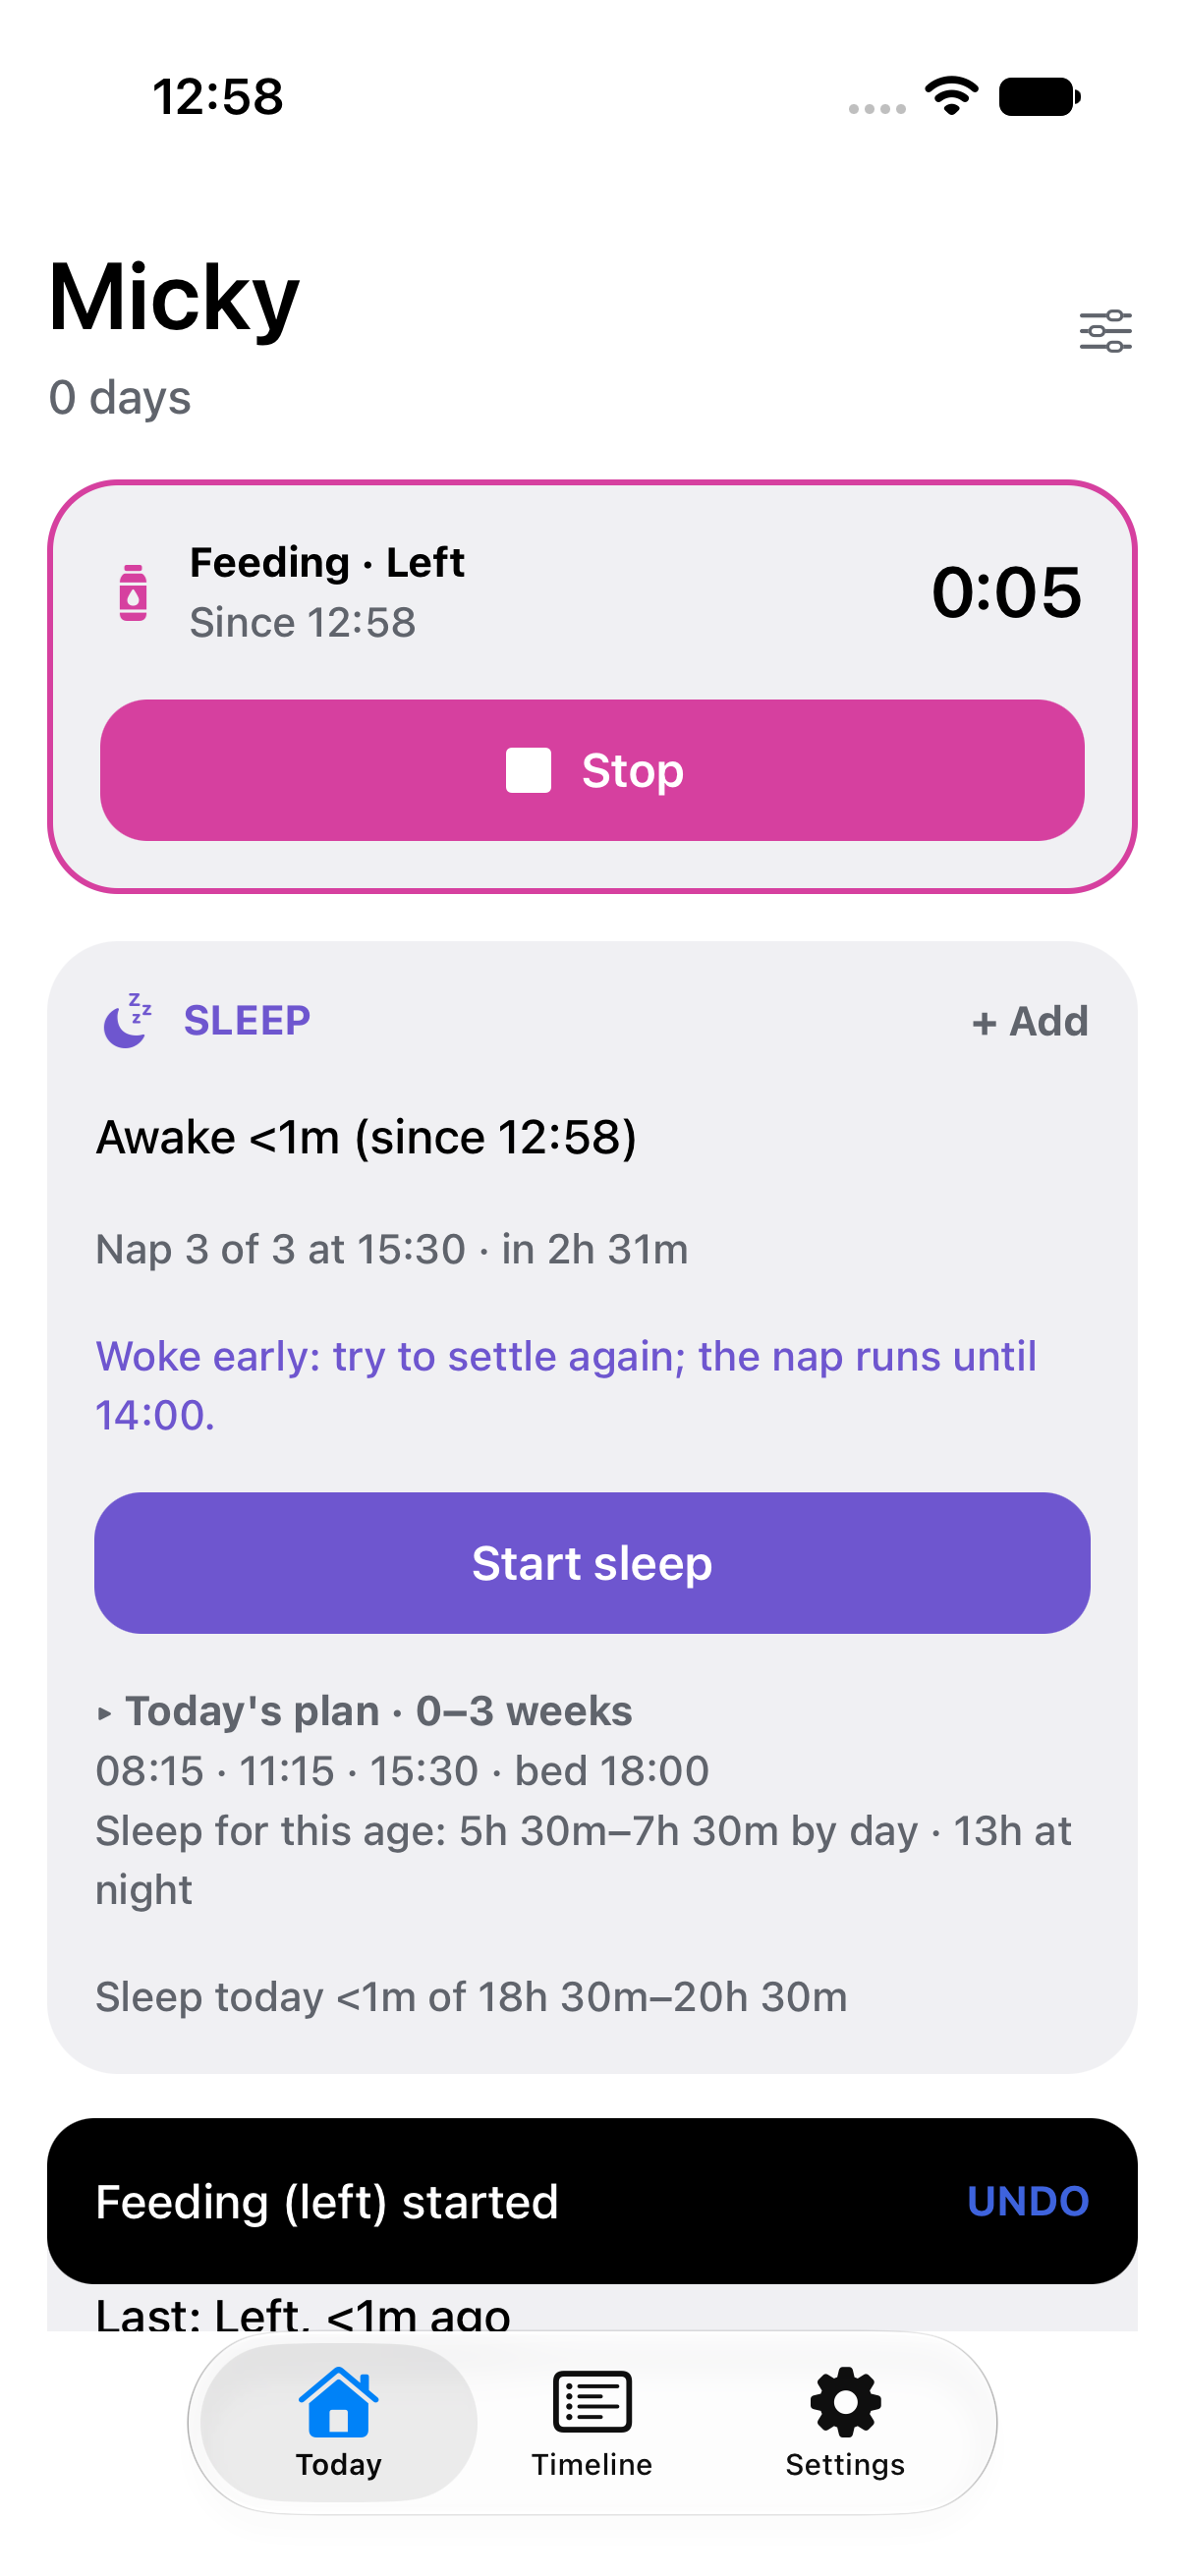 12:58
Micky
0 days
Feeding · Left
Since 12:58
0:05
Stop
SLEEP
+ Add
Awake <1m (since 12:58)
Nap 3 of 3 at 15:30 · in 2h 31m
Woke early: try to settle again; the nap runs until
14:00.
Start sleep
▸ Today's plan · 0–3 weeks
08:15 · 11:15 · 15:30 · bed 18:00
Sleep for this age: 5h 30m–7h 30m by day · 13h at
night
Sleep today <1m of 18h 30m–20h 30m
Feeding (left) started
UNDO
Last: Left, <1m ago
Today
Timeline
Settings